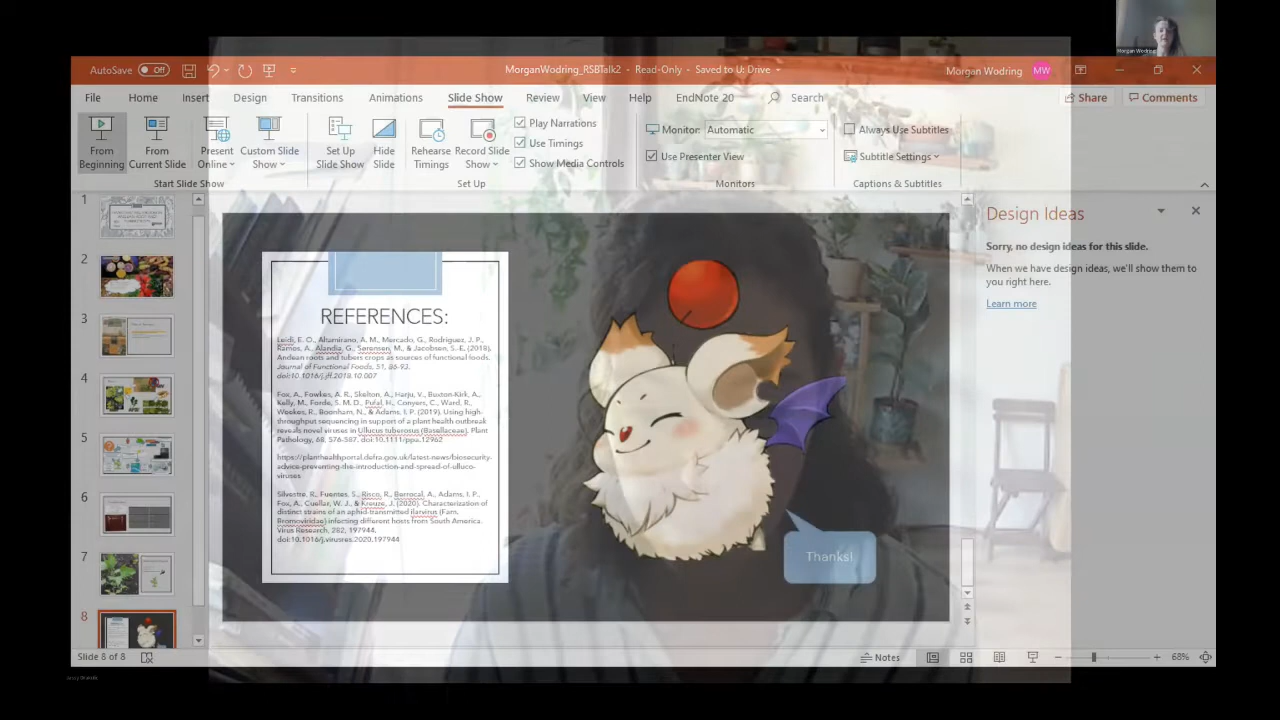 Morgan Wodring
AutoSave Off
MorganWodring_RSBTalk2 - Read-Only - Saved to U: Drive
Morgan Wodring MW
File Home Insert Design Transitions Animations Slide Show Review View Help EndNote 20 Search
Share Comments
From Beginning
From Current Slide
Present Online
Custom Slide Show
Set Up Slide Show
Hide Slide
Rehearse Timings
Record Slide Show
Play Narrations
Use Timings
Show Media Controls
Monitor: Automatic
Use Presenter View
Always Use Subtitles
Subtitle Settings
Start Slide Show
Set Up
Monitors
Captions & Subtitles
1
2
3
4
5
6
7
8
REFERENCES:
Leidi, E. O., Altamirano, A. M., Mercado, G., Rodriguez, J. P.,
Ramos, A., Alandia, G., Sørensen, M., & Jacobsen, S.-E. (2018).
Andean roots and tubers crops as sources of functional foods.
Journal of Functional Foods, 51, 86-93.
doi:10.1016/j.jff.2018.10.007
Fox, A., Fowkes, A. R., Skelton, A., Harju, V., Buxton-Kirk, A.,
Kelly, M., Forde, S. M. D., Pufal, H., Conyers, C., Ward, R.,
Weekes, R., Boonham, N., & Adams, I. P. (2019). Using high-
throughput sequencing in support of a plant health outbreak
reveals novel viruses in Ullucus tuberosus (Basellaceae). Plant
Pathology, 68, 576-587. doi:10.1111/ppa.12962
https://planthealthportal.defra.gov.uk/latest-news/biosecurity-
advice-preventing-the-introduction-and-spread-of-ulluco-
viruses
Silvestre, R., Fuentes, S., Risco, R., Berrocal, A., Adams, I. P.,
Fox, A., Cuellar, W. J., & Kreuze, J. (2020). Characterization of
distinct strains of an aphid-transmitted Ilarvirus (Fam.
Bromoviridae) infecting different hosts from South America.
Virus Research, 282, 197944.
doi:10.1016/j.virusres.2020.197944
Thanks!
Design Ideas
Sorry, no design ideas for this slide.
When we have design ideas, we'll show them to
you right here.
Learn more
Slide 8 of 8
Notes
68%